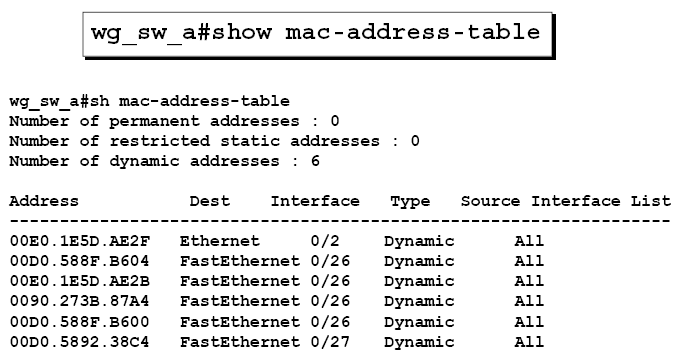 wg_sw_a#show mac-address-table
wg_sw_a#sh mac-address-table
Number of permanent addresses : 0
Number of restricted static addresses : 0
Number of dynamic addresses : 6
Address Dest Interface Type Source Interface List
-------------------------------------------------------------------
00E0.1E5D.AE2F Ethernet 0/2 Dynamic All
00D0.588F.B604 FastEthernet 0/26 Dynamic All
00E0.1E5D.AE2B FastEthernet 0/26 Dynamic All
0090.273B.87A4 FastEthernet 0/26 Dynamic All
00D0.588F.B600 FastEthernet 0/26 Dynamic All
00D0.5892.38C4 FastEthernet 0/27 Dynamic All